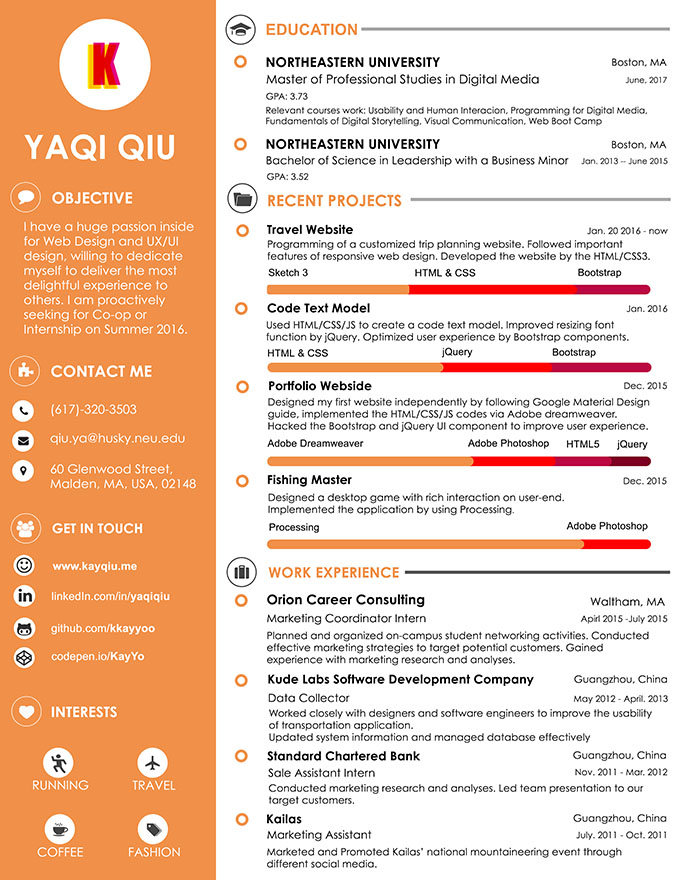 K
YAQI QIU
OBJECTIVE
I have a huge passion inside
for Web Design and UX/UI
design, willing to dedicate
myself to deliver the most
delightful experience to
others. I am proactively
seeking for Co-op or
Internship on Summer 2016.
CONTACT ME
(617)-320-3503
qiu.ya@husky.neu.edu
60 Glenwood Street,
Malden, MA, USA, 02148
GET IN TOUCH
www.kayqiu.me
in
linkedIn.com/in/yaqiqiu
github.com/kkayyoo
codepen.io/KayYo
INTERESTS
RUNNING TRAVEL
COFFEE FASHION
EDUCATION
NORTHEASTERN UNIVERSITY Boston, MA
Master of Professional Studies in Digital Media June, 2017
GPA: 3.73
Relevant courses work: Usability and Human Interacion, Programming for Digital Media,
Fundamentals of Digital Storytelling, Visual Communication, Web Boot Camp
NORTHEASTERN UNIVERSITY Boston, MA
Bachelor of Science in Leadership with a Business Minor Jan. 2013 -- June 2015
GPA: 3.52
RECENT PROJECTS
Travel Website Jan. 20 2016 - now
Programming of a customized trip planning website. Followed important
features of responsive web design. Developed the website by the HTML/CSS3.
Sketch 3 HTML & CSS Bootstrap
Code Text Model Jan. 2016
Used HTML/CSS/JS to create a code text model. Improved resizing font
function by jQuery. Optimized user experience by Bootstrap components.
HTML & CSS jQuery Bootstrap
Portfolio Webside Dec. 2015
Designed my first website independently by following Google Material Design
guide, implemented the HTML/CSS/JS codes via Adobe dreamweaver.
Hacked the Bootstrap and jQuery UI component to improve user experience.
Adobe Dreamweaver Adobe Photoshop HTML5 jQuery
Fishing Master Dec. 2015
Designed a desktop game with rich interaction on user-end.
Implemented the application by using Processing.
Processing Adobe Photoshop
WORK EXPERIENCE
Orion Career Consulting Waltham, MA
Marketing Coordinator Intern Apirl 2015 -July 2015
Planned and organized on-campus student networking activities. Conducted
effective marketing strategies to target potential customers. Gained
experience with marketing research and analyses.
Kude Labs Software Development Company Guangzhou, China
Data Collector May 2012 - April. 2013
Worked closely with designers and software engineers to improve the usability
of transportation application.
Updated system information and managed database effectively
Standard Chartered Bank Guangzhou, China
Sale Assistant Intern Nov. 2011 - Mar. 2012
Conducted marketing research and analyses. Led team presentation to our
target customers.
Kailas Guangzhou, China
Marketing Assistant July. 2011 - Oct. 2011
Marketed and Promoted Kailas' national mountaineering event through
different social media.